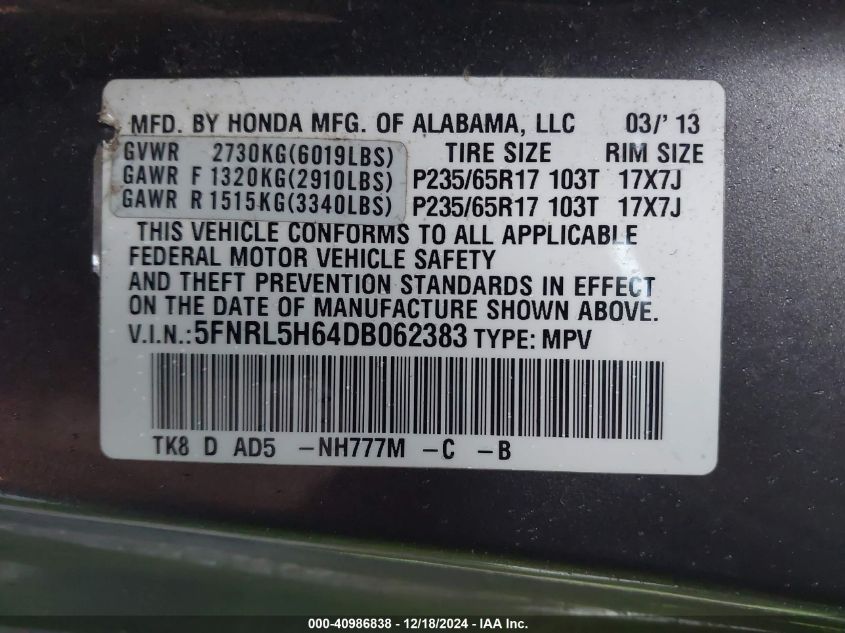 MFD. BY HONDA MFG. OF ALABAMA, LLC 03/' 13
GVWR 2730KG(6019LBS) TIRE SIZE RIM SIZE
GAWR F 1320KG(2910LBS) P235/65R17 103T 17X7J
GAWR R 1515KG(3340LBS) P235/65R17 103T 17X7J
THIS VEHICLE CONFORMS TO ALL APPLICABLE
FEDERAL MOTOR VEHICLE SAFETY
AND THEFT PREVENTION STANDARDS IN EFFECT
ON THE DATE OF MANUFACTURE SHOWN ABOVE.
V.I.N.: 5FNRL5H64DB062383 TYPE: MPV
TK8 D AD5 -NH777M -C -B
000-40986838 - 12/18/2024 - IAA Inc.